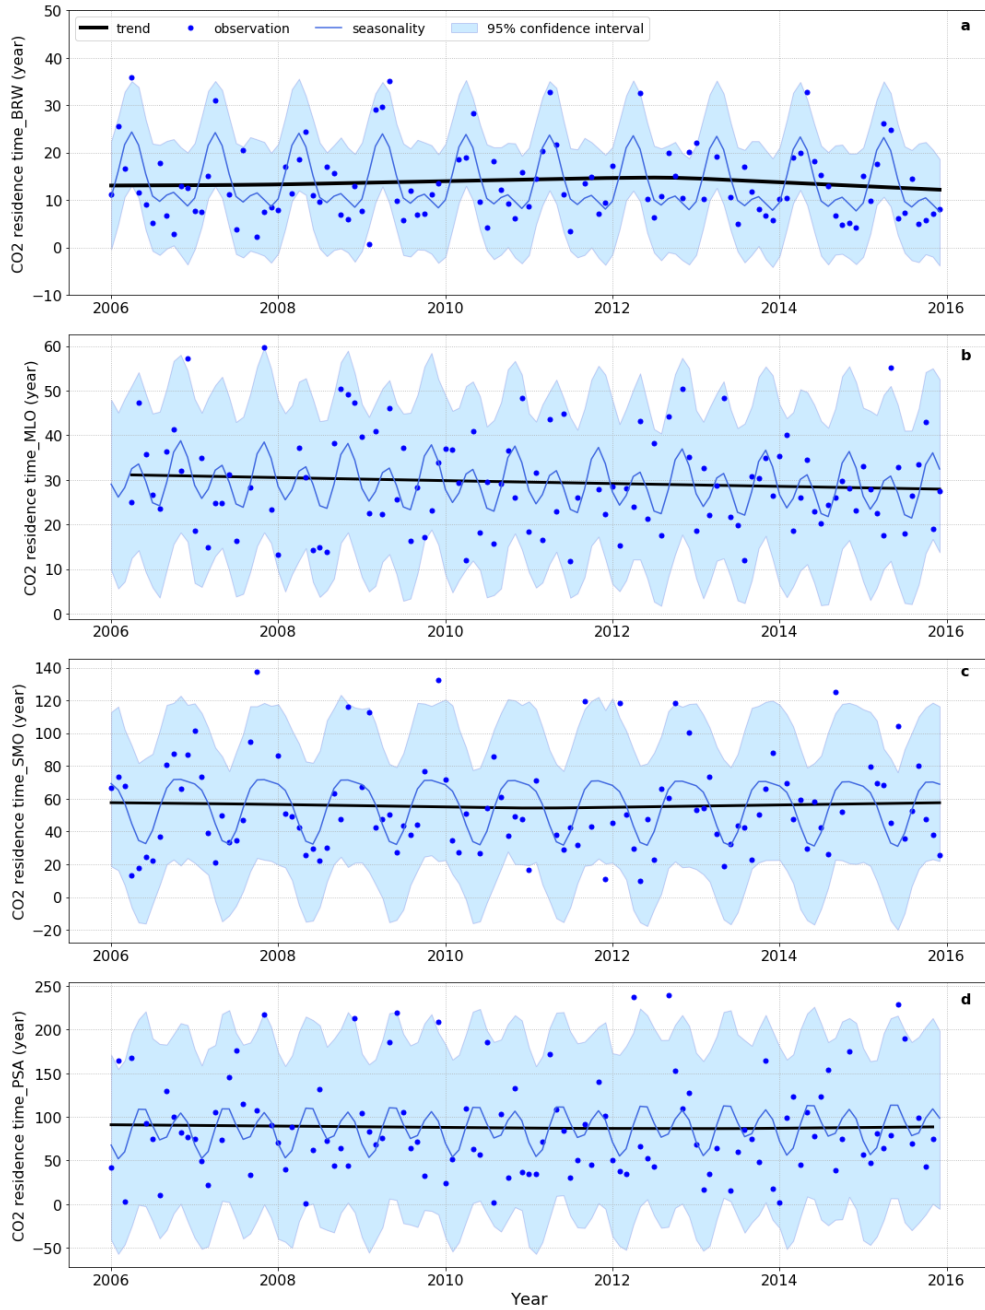 50
40
30
20
10
0
−10
CO2 residence time_BRW (year)
trend observation seasonality 95% confidence interval
a
2006 2008 2010 2012 2014 2016
60
50
40
30
20
10
0
CO2 residence time_MLO (year)
b
2006 2008 2010 2012 2014 2016
140
120
100
80
60
40
20
0
−20
CO2 residence time_SMO (year)
c
2006 2008 2010 2012 2014 2016
250
200
150
100
50
0
−50
CO2 residence time_PSA (year)
d
2006 2008 2010 2012 2014 2016
Year